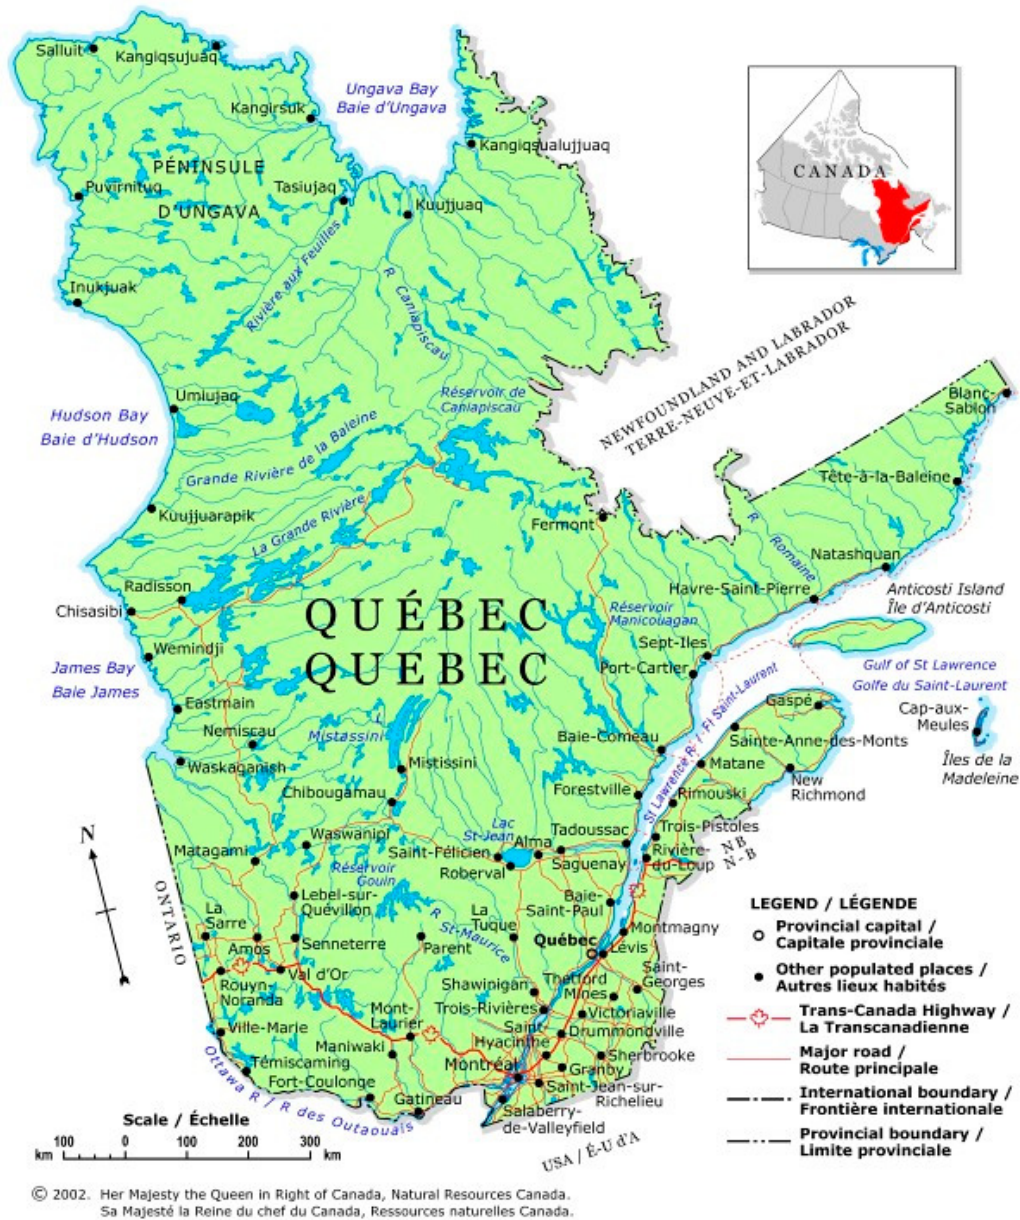 Salluit
Kangiqsujuaq
Ungava Bay
Baie d'Ungava
Kangirsuk
Kangiqsualujjuaq
PÉNINSULE
D'UNGAVA
Puvirnituq
Tasiujaq
Kuujjuaq
CANADA
Inukjuak
Rivière aux Feuilles
R Caniapiscau
NEWFOUNDLAND AND LABRADOR
TERRE-NEUVE-ET-LABRADOR
Umiujaq
Réservoir de
Caniapiscau
Blanc-
Sablon
Hudson Bay
Baie d'Hudson
Grande Rivière de la Baleine
Tête-à-la-Baleine
Kuujjuarapik
La Grande Rivière
Fermont
R Romaine
Natashquan
Radisson
Chisasibi
Havre-Saint-Pierre
Anticosti Island
Île d'Anticosti
QUÉBEC
QUEBEC
Réservoir
Manicouagan
Sept-Iles
Port-Cartier
Wemindji
James Bay
Baie James
Gulf of St Lawrence
Golfe du Saint-Laurent
Eastmain
Nemiscau
L
Mistassini
St Lawrence R / Fl Saint-Laurent
Gaspé
Cap-aux-
Meules
Îles de la
Madeleine
Baie-Comeau
Sainte-Anne-des-Monts
Matane
New
Richmond
Waskaganish
Mistissini
Chibougamau
Forestville
Rimouski
N
Waswanipi
Lac
St-Jean
Alma
Tadoussac
Trois-Pistoles
Matagami
Saint-Félicien
Roberval
Saguenay
Rivière-
du-Loup
NB
N-B
Réservoir
Gouin
ONTARIO
Lebel-sur-
Quévillon
La
Sarre
Amos
Senneterre
R St-Maurice
Parent
La
Tuque
Baie-
Saint-Paul
Montmagny
Québec
Lévis
Val d'Or
Rouyn-
Noranda
Shawinigan
Thetford
Mines
Saint-
Georges
Trois-Rivières
Victoriaville
Mont-
Laurier
Saint-
Hyacinthe
Drummondville
Ville-Marie
Maniwaki
Sherbrooke
Témiscaming
Montréal
Granby
Fort-Coulonge
Saint-Jean-sur-
Richelieu
Gatineau
Salaberry-
de-Valleyfield
Ottawa R / R des Outaouais
USA / É-U d'A
LEGEND / LÉGENDE
Provincial capital /
Capitale provinciale
Other populated places /
Autres lieux habités
Trans-Canada Highway /
La Transcanadienne
Major road /
Route principale
International boundary /
Frontière internationale
Provincial boundary /
Limite provinciale
Scale / Échelle
100 0 100 200 300
km km
© 2002. Her Majesty the Queen in Right of Canada, Natural Resources Canada.
Sa Majesté la Reine du chef du Canada, Ressources naturelles Canada.